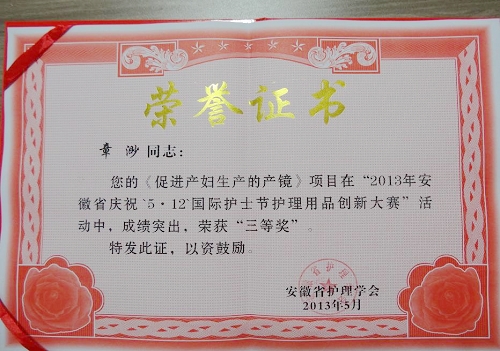 荣誉证书
章 渺 同志：
您的《促进产妇生产的产镜》项目在“2013年安
徽省庆祝‘5·12’国际护士节护理用品创新大赛”活
动中，成绩突出，荣获“三等奖”。
特发此证，以资鼓励。
安徽省护理学会
2013年5月